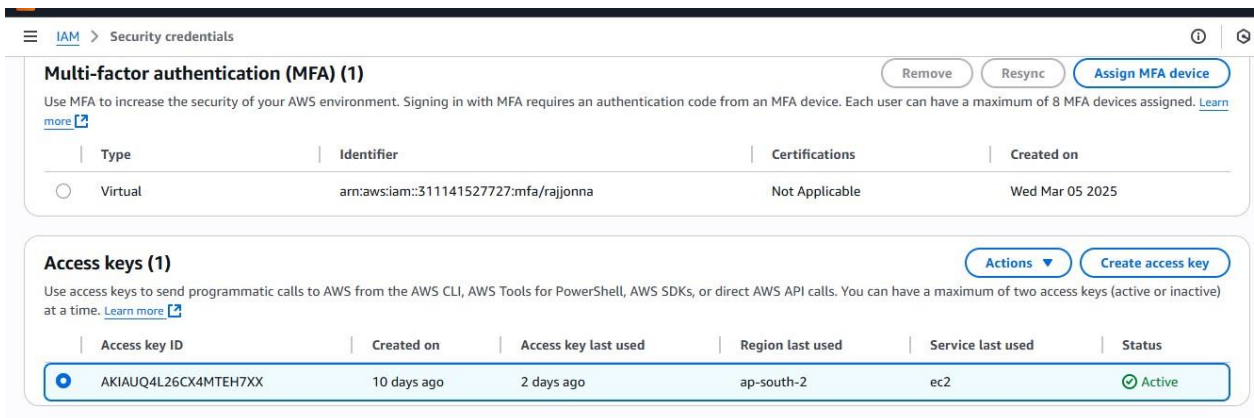 IAM > Security credentials
Multi-factor authentication (MFA) (1)
Remove
Resync
Assign MFA device
Use MFA to increase the security of your AWS environment. Signing in with MFA requires an authentication code from an MFA device. Each user can have a maximum of 8 MFA devices assigned. Learn
more
Type Identifier Certifications Created on
Virtual arn:aws:iam::311141527727:mfa/rajjonna Not Applicable Wed Mar 05 2025
Access keys (1)
Actions ▼
Create access key
Use access keys to send programmatic calls to AWS from the AWS CLI, AWS Tools for PowerShell, AWS SDKs, or direct AWS API calls. You can have a maximum of two access keys (active or inactive)
at a time. Learn more
Access key ID Created on Access key last used Region last used Service last used Status
AKIAUQ4L26CX4MTEH7XX 10 days ago 2 days ago ap-south-2 ec2 Active